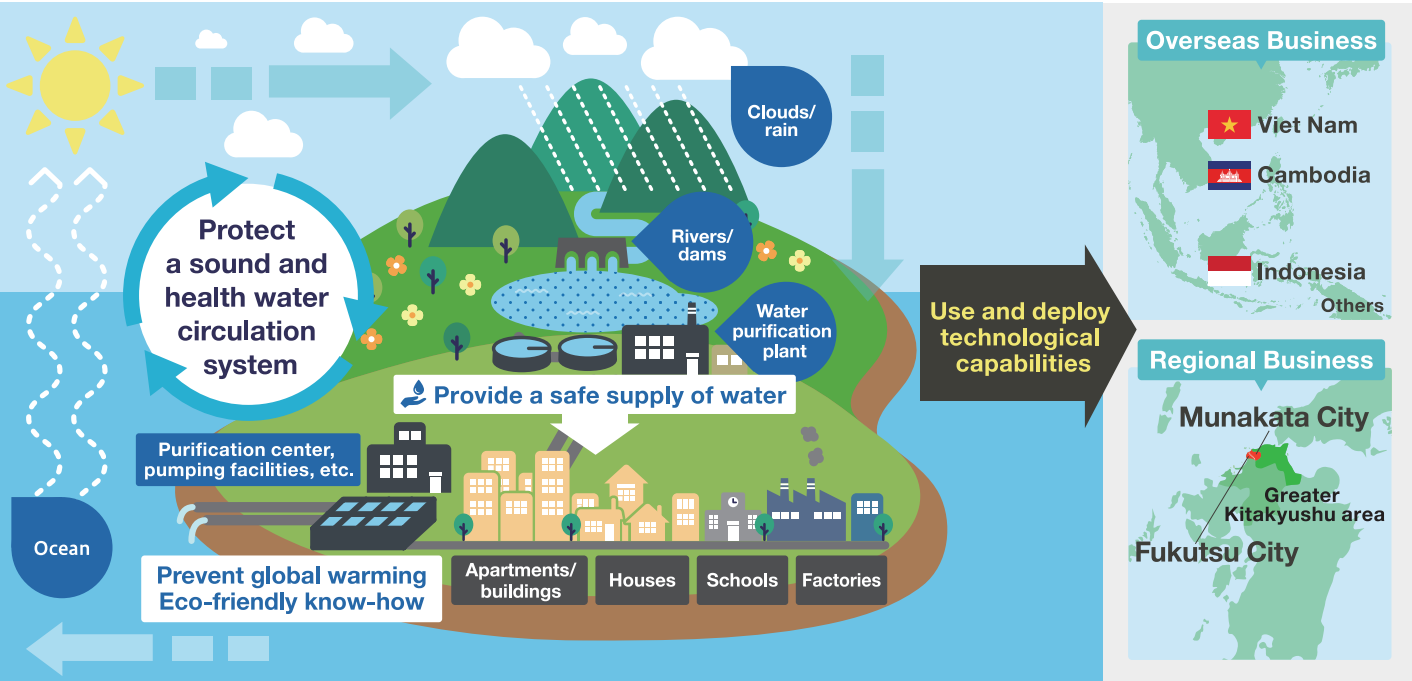 Clouds/
rain
Protect
a sound and
health water
circulation
system
Rivers/
dams
Water
purification
plant
Provide a safe supply of water
Purification center,
pumping facilities, etc.
Ocean
Prevent global warming
Eco-friendly know-how
Apartments/
buildings
Houses
Schools
Factories
Use and deploy
technological
capabilities
Overseas Business
Viet Nam
Cambodia
Indonesia
Others
Regional Business
Munakata City
Greater
Kitakyushu area
Fukutsu City